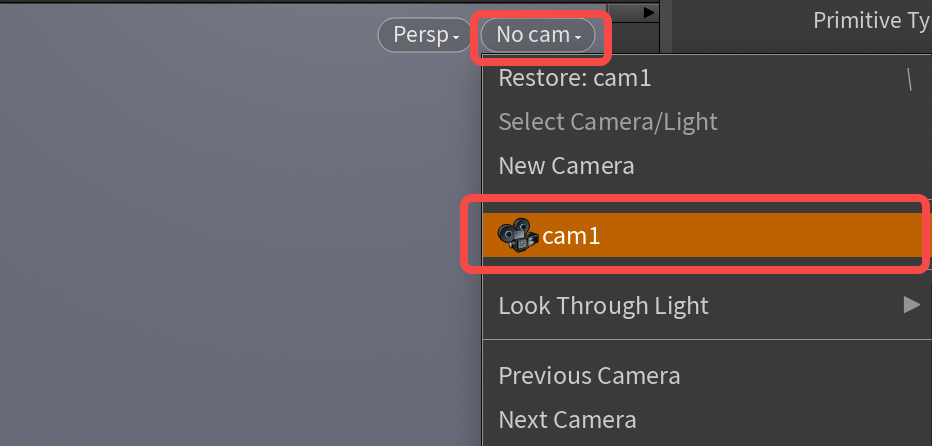 Primitive Ty
Persp
No cam
Restore: cam1 \
Select Camera/Light
New Camera
cam1
Look Through Light
Previous Camera
Next Camera